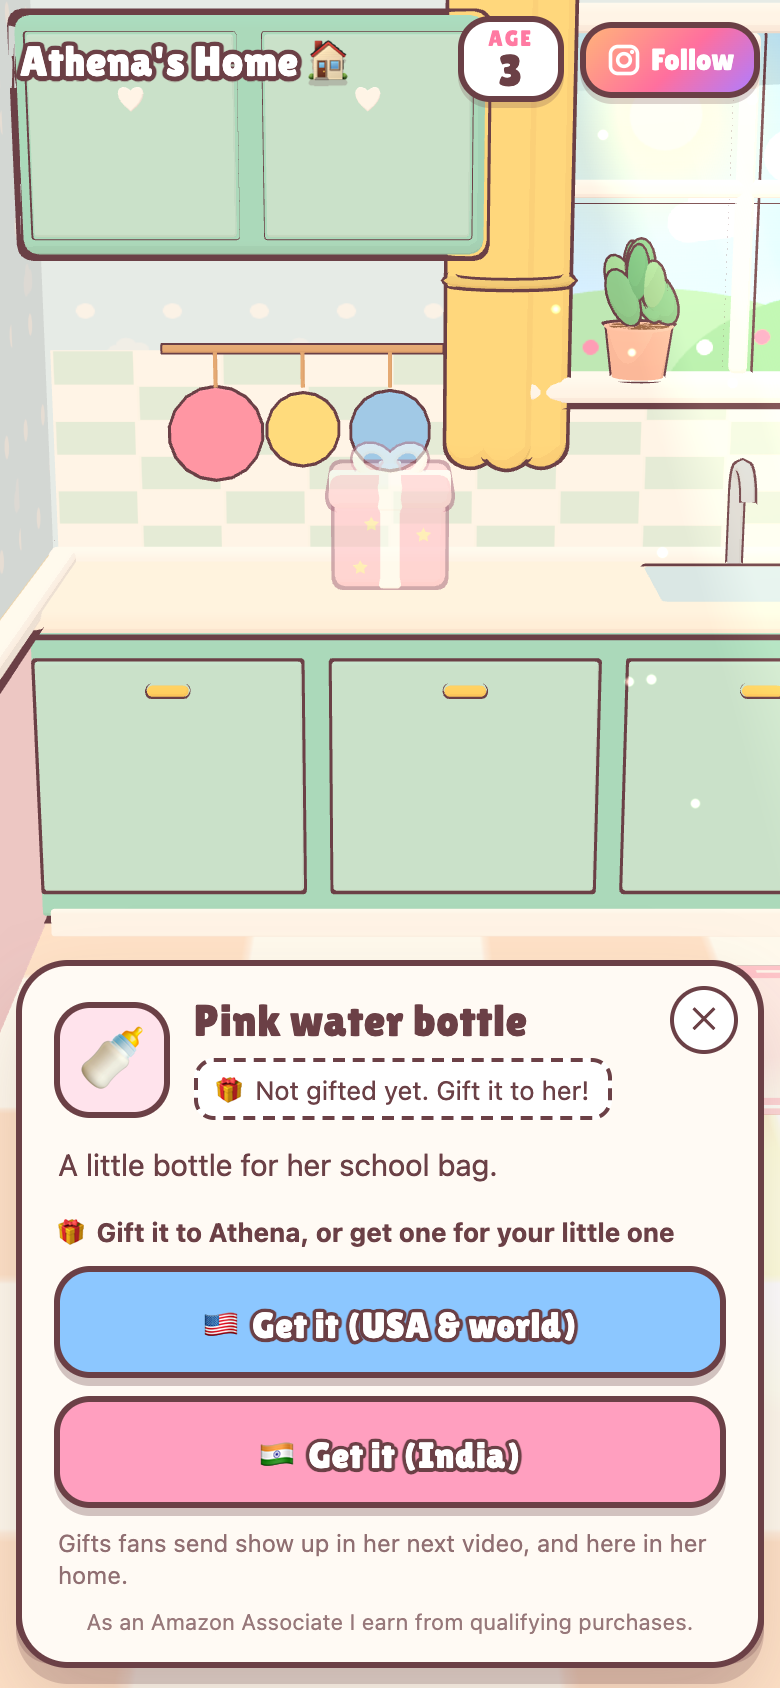 Athena's Home
AGE
3
Follow
Pink water bottle
Not gifted yet. Gift it to her!
A little bottle for her school bag.
Gift it to Athena, or get one for your little one
Get it (USA & world)
Get it (India)
Gifts fans send show up in her next video, and here in her
home.
As an Amazon Associate I earn from qualifying purchases.